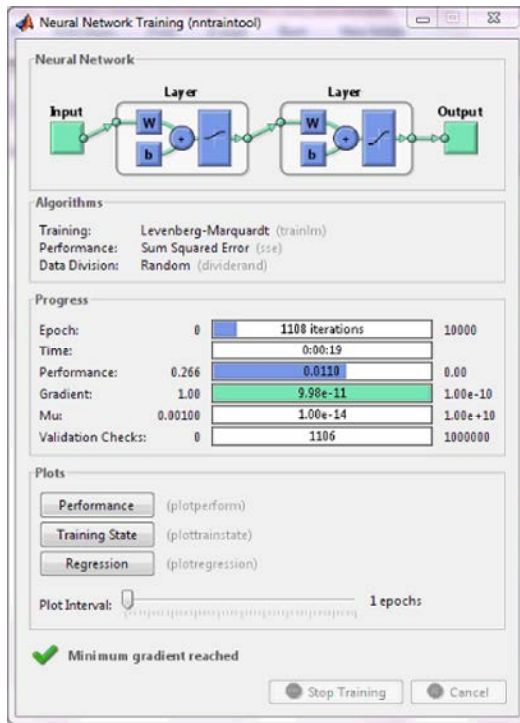 Neural Network Training (nntraintool)
Neural Network
Layer Layer
Input Output
W W
+ +
b b
Algorithms
Training: Levenberg-Marquardt (trainlm)
Performance: Sum Squared Error (sse)
Data Division: Random (dividerand)
Progress
Epoch: 0 1108 iterations 10000
Time: 0:00:19
Performance: 0.266 0.0110 0.00
Gradient: 1.00 9.98e-11 1.00e-10
Mu: 0.00100 1.00e-14 1.00e+10
Validation Checks: 0 1106 1000000
Plots
Performance (plotperform)
Training State (plottrainstate)
Regression (plotregression)
Plot Interval: 1 epochs
Minimum gradient reached
Stop Training Cancel